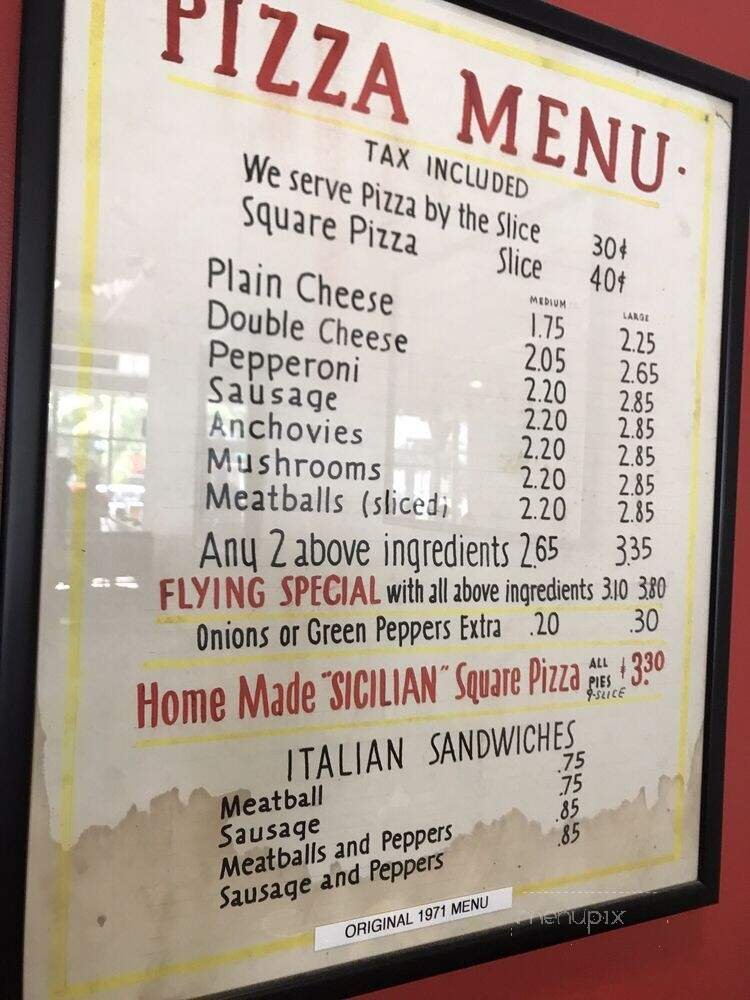 PIZZA MENU.
TAX INCLUDED
We serve Pizza by the Slice 30¢
Square Pizza Slice 40¢
MEDIUM LARGE
Plain Cheese 1.75 2.25
Double Cheese 2.05 2.65
Pepperoni 2.20 2.85
Sausage 2.20 2.85
Anchovies 2.20 2.85
Mushrooms 2.20 2.85
Meatballs (sliced) 2.20 2.85
Any 2 above ingredients 2.65 3.35
FLYING SPECIAL with all above ingredients 3.10 3.80
Onions or Green Peppers Extra .20 .30
Home Made "SICILIAN" Square Pizza ALL PIES 9-SLICE $3.30
ITALIAN SANDWICHES
Meatball .75
Sausage .75
Meatballs and Peppers .85
Sausage and Peppers .85
ORIGINAL 1971 MENU
menupix